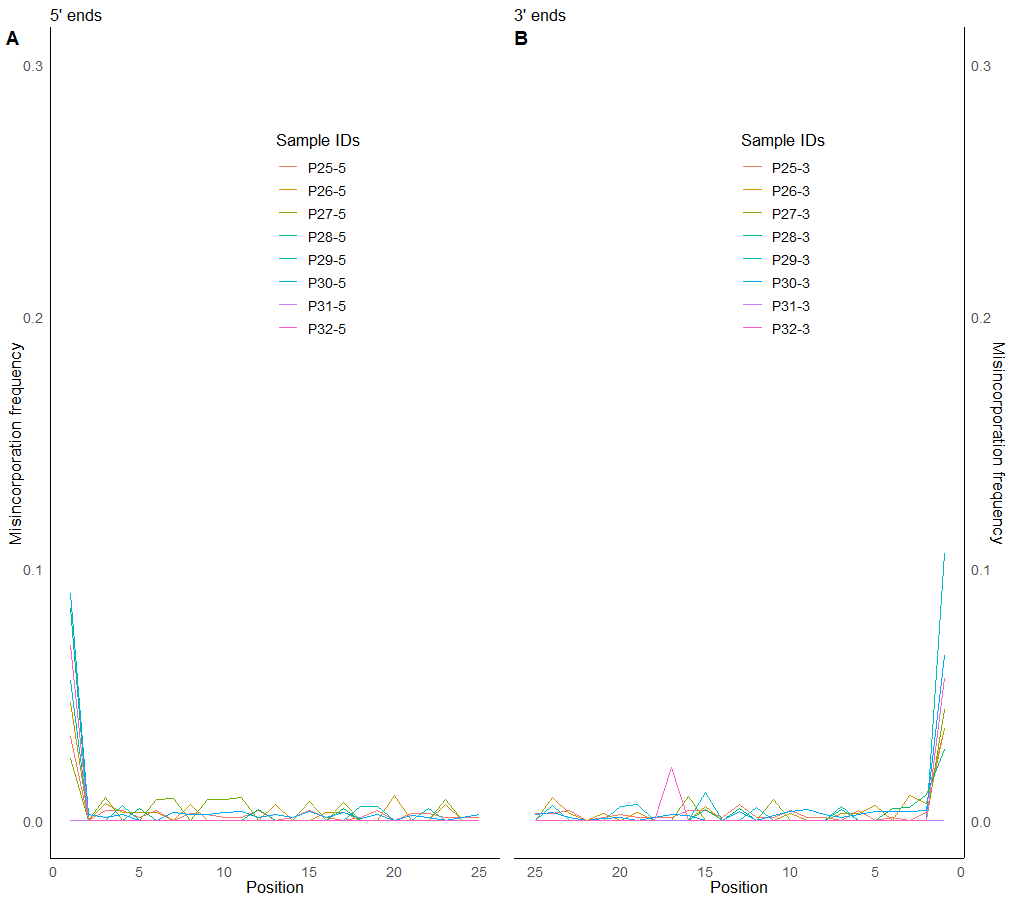 5' ends
A
0.3
0.2
0.1
0.0
Misincorporation frequency
Sample IDs
P25-5
P26-5
P27-5
P28-5
P29-5
P30-5
P31-5
P32-5
0 5 10 15 20 25
Position
3' ends
B
Sample IDs
P25-3
P26-3
P27-3
P28-3
P29-3
P30-3
P31-3
P32-3
0.3
0.2
0.1
0.0
Misincorporation frequency
25 20 15 10 5 0
Position